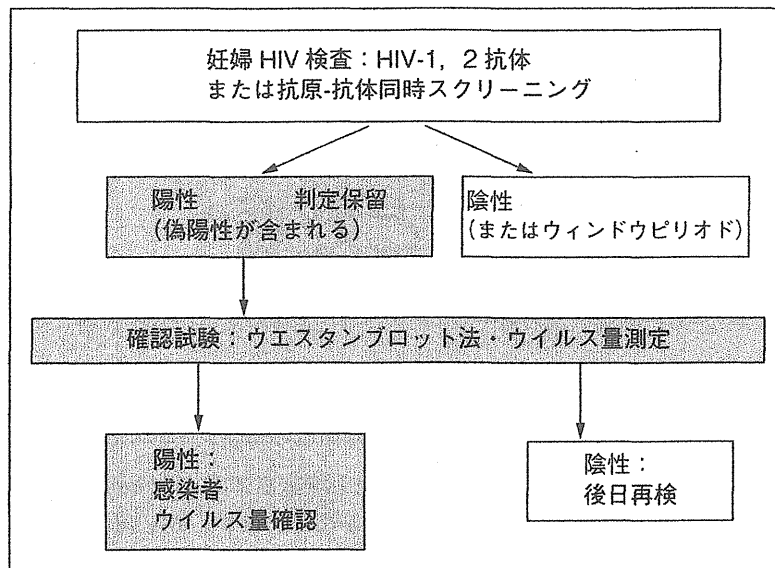 妊婦 HIV 検査：HIV-1，2 抗体
または抗原-抗体同時スクリーニング
陽性 判定保留
(偽陽性が含まれる)
陰性
(またはウィンドウピリオド)
確認試験：ウエスタンブロット法・ウイルス量測定
陽性：
感染者
ウイルス量確認
陰性：
後日再検